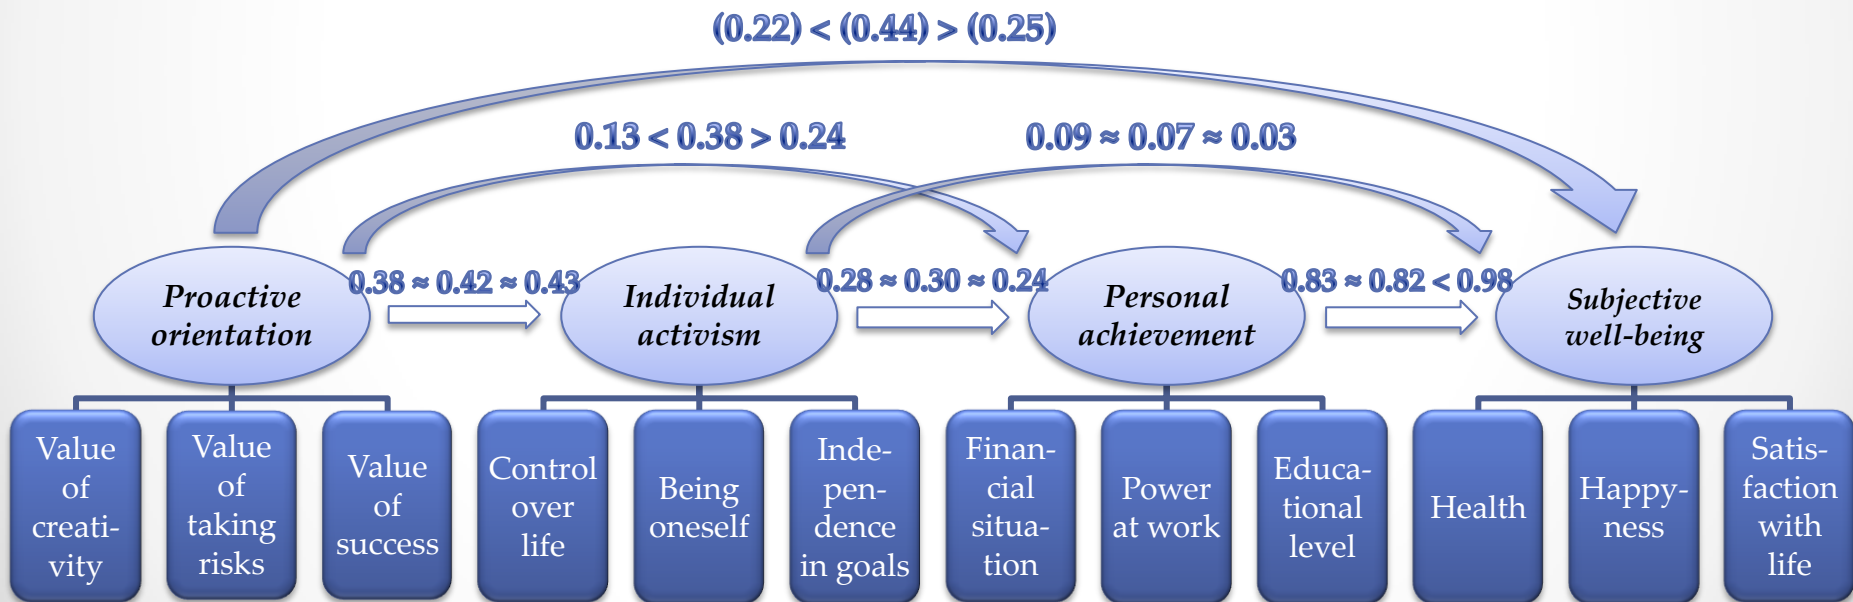 (0.22) < (0.44) > (0.25)
0.13 < 0.38 > 0.24
0.09 ≈ 0.07 ≈ 0.03
Proactive
orientation
0.38 ≈ 0.42 ≈ 0.43
Individual
activism
0.28 ≈ 0.30 ≈ 0.24
Personal
achievement
0.83 ≈ 0.82 < 0.98
Subjective
well-being
Value
of
creati-
vity
Value
of
taking
risks
Value
of
success
Control
over
life
Being
oneself
Inde-
pen-
dence
in goals
Finan-
cial
situa-
tion
Power
at work
Educa-
tional
level
Health
Happy-
ness
Satis-
faction
with
life